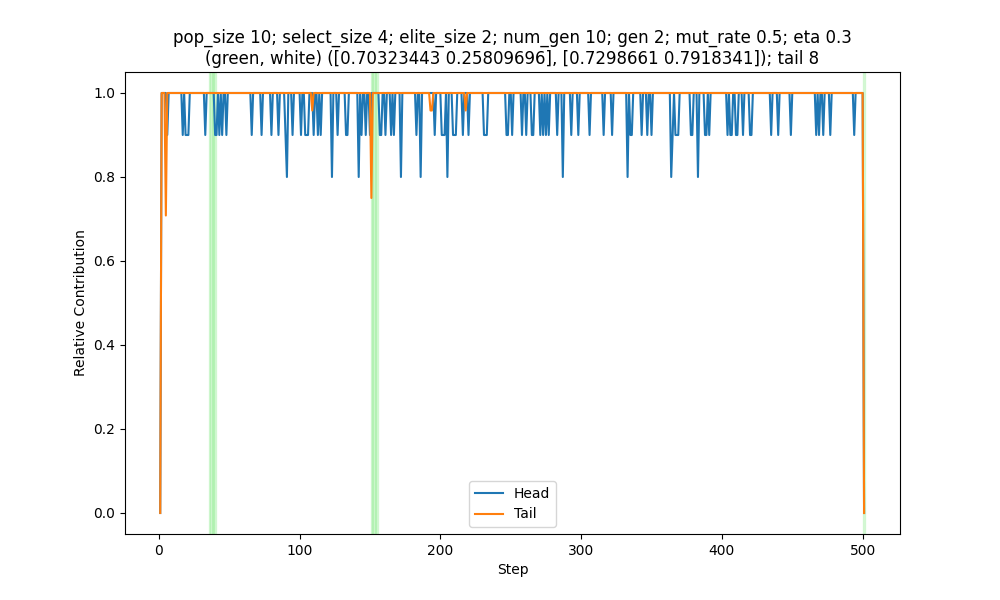 pop_size 10; select_size 4; elite_size 2; num_gen 10; gen 2; mut_rate 0.5; eta 0.3
(green, white) ([0.70323443 0.25809696], [0.7298661 0.7918341]); tail 8
1.0
0.8
0.6
0.4
0.2
0.0
Relative Contribution
Head
Tail
0 100 200 300 400 500
Step